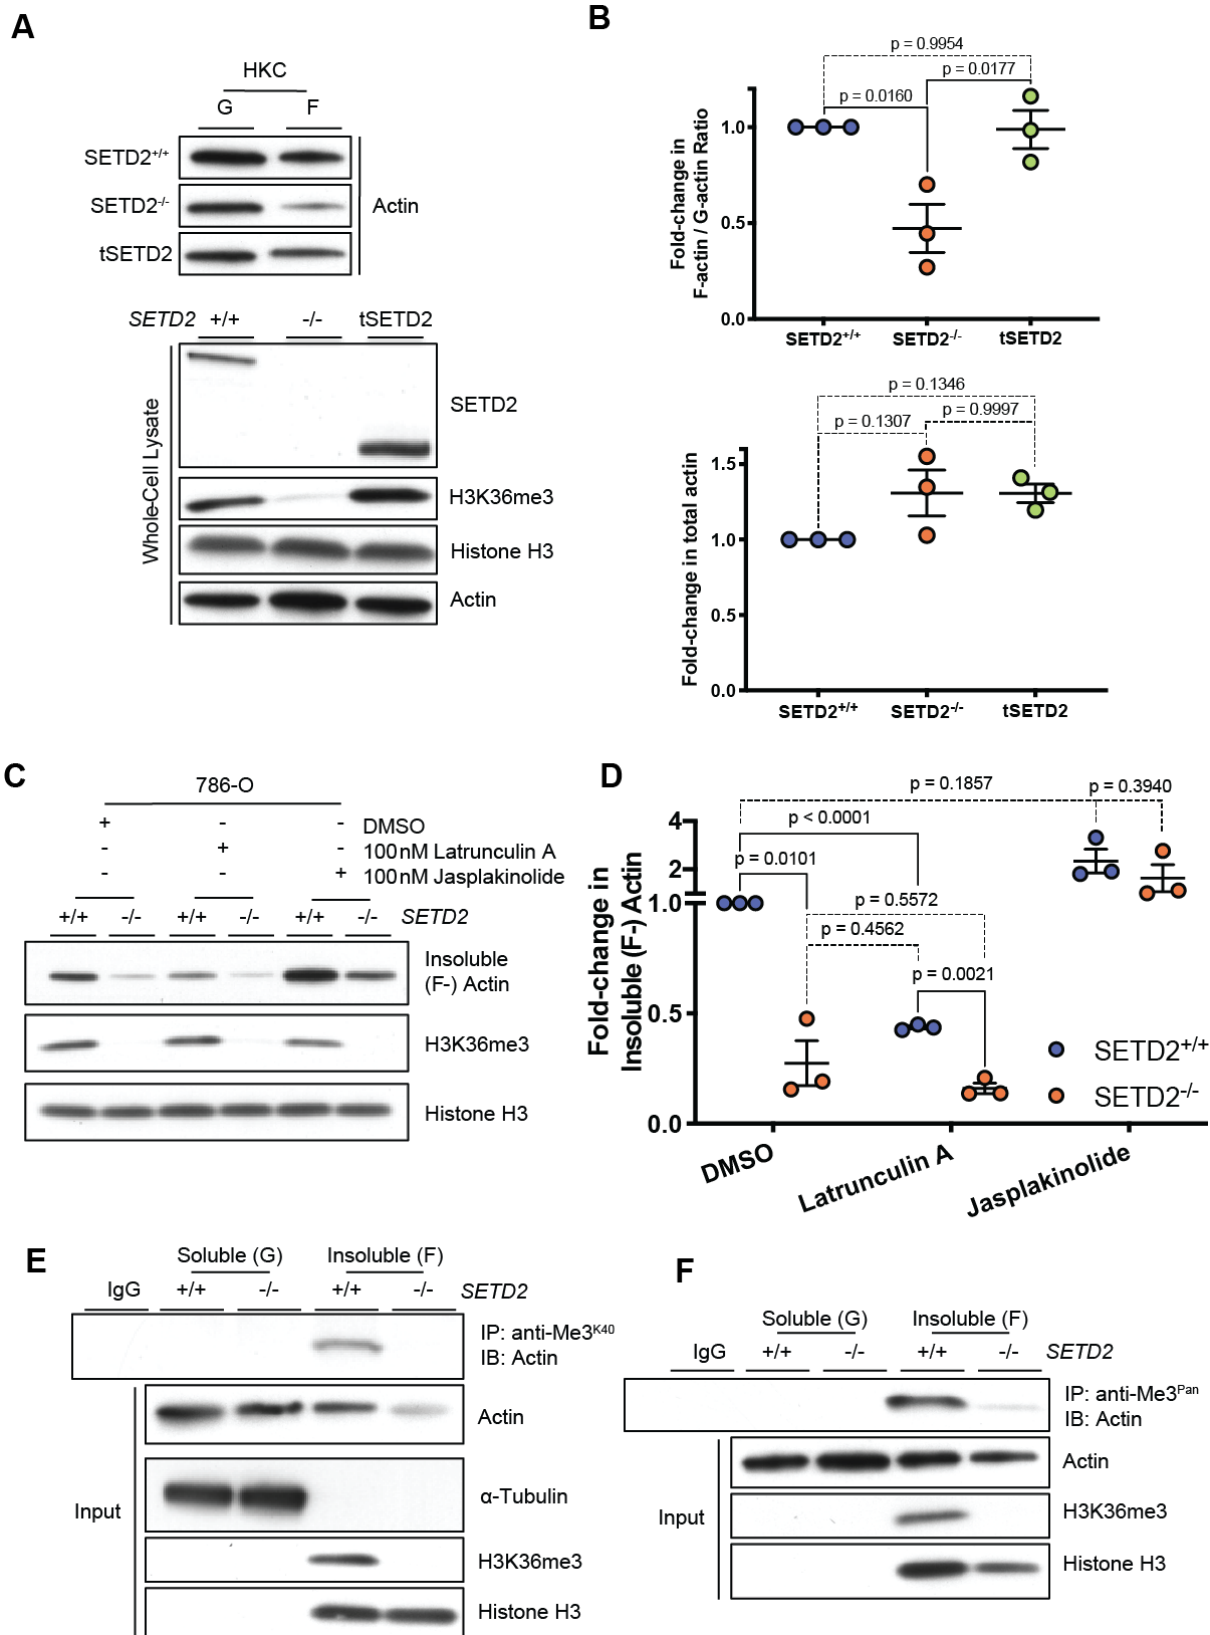 A
HKC
G F
SETD2+/+
SETD2-/-
tSETD2
Actin
SETD2 +/+ -/- tSETD2
Whole-Cell Lysate
SETD2
H3K36me3
Histone H3
Actin
B
p = 0.9954
p = 0.0177
p = 0.0160
Fold-change in
F-actin / G-actin Ratio
1.0
0.5
0.0
SETD2+/+ SETD2-/- tSETD2
p = 0.1346
p = 0.9997
p = 0.1307
Fold-change in total actin
1.5
1.0
0.5
0.0
SETD2+/+ SETD2-/- tSETD2
C
786-O
+ - - DMSO
- + - 100nM Latrunculin A
- - + 100nM Jasplakinolide
+/+ -/- +/+ -/- +/+ -/- SETD2
Insoluble
(F-) Actin
H3K36me3
Histone H3
D
p = 0.1857
p = 0.3940
p < 0.0001
p = 0.0101
p = 0.5572
p = 0.4562
p = 0.0021
Fold-change in
Insoluble (F-) Actin
4
2
1.0
0.5
0.0
SETD2+/+
SETD2-/-
DMSO
Latrunculin A
Jasplakinolide
E
Soluble (G) Insoluble (F)
IgG +/+ -/- +/+ -/- SETD2
IP: anti-Me3K40
IB: Actin
Input
Actin
α-Tubulin
H3K36me3
Histone H3
F
Soluble (G) Insoluble (F)
IgG +/+ -/- +/+ -/- SETD2
IP: anti-Me3Pan
IB: Actin
Input
Actin
H3K36me3
Histone H3